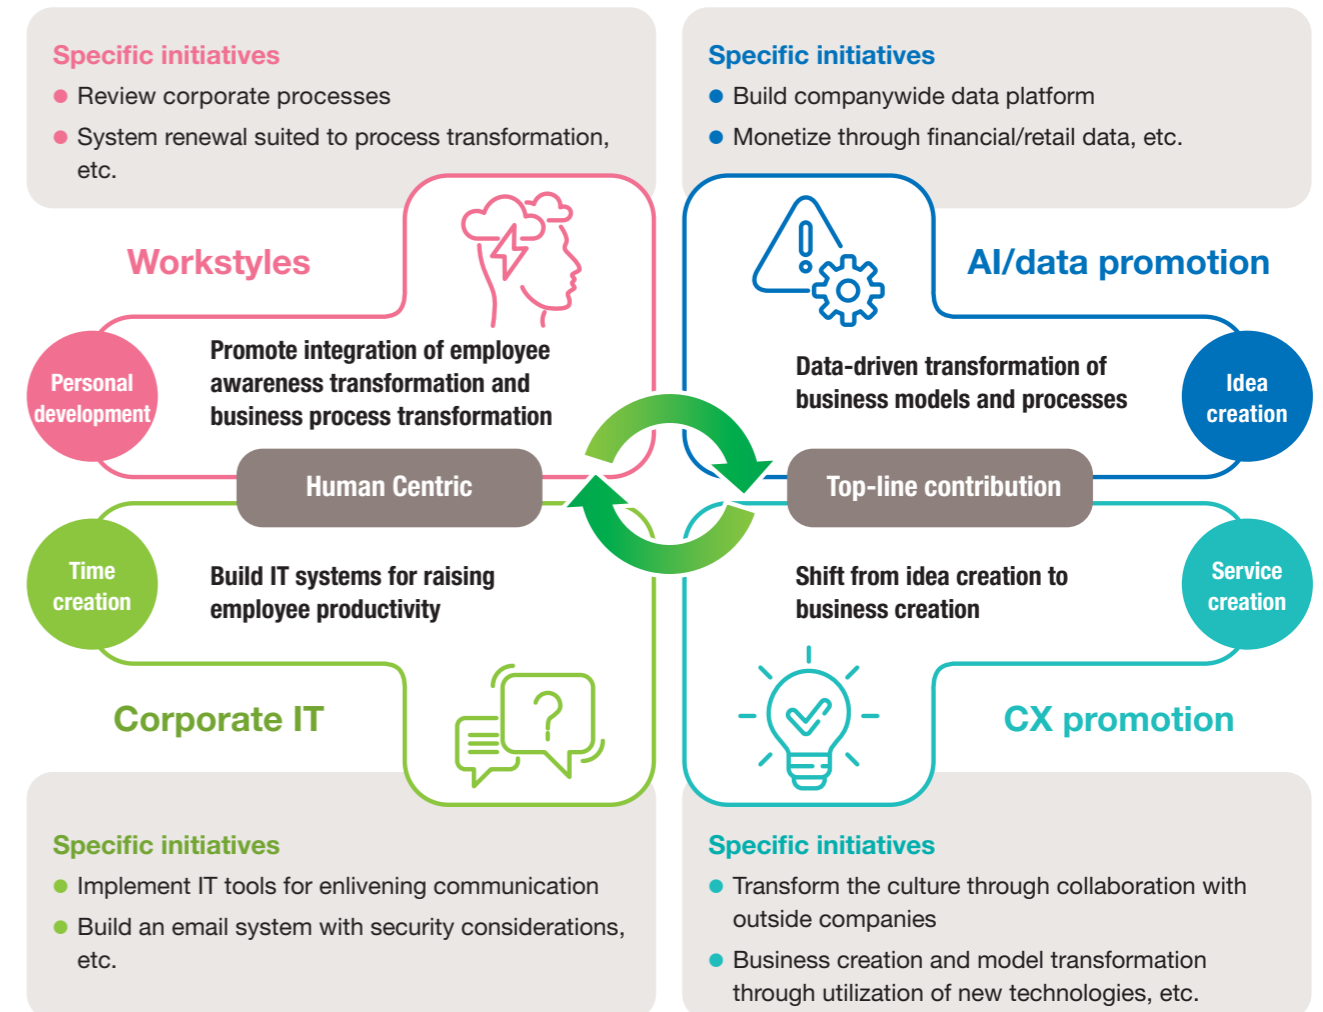 Specific initiatives
● Review corporate processes
● System renewal suited to process transformation,
etc.
Specific initiatives
● Build companywide data platform
● Monetize through financial/retail data, etc.
Workstyles
AI/data promotion
Personal
development
Promote integration of employee
awareness transformation and
business process transformation
Data-driven transformation of
business models and processes
Idea
creation
Human Centric
Top-line contribution
Time
creation
Build IT systems for raising
employee productivity
Shift from idea creation to
business creation
Service
creation
?
Corporate IT
CX promotion
Specific initiatives
● Implement IT tools for enlivening communication
● Build an email system with security considerations,
etc.
Specific initiatives
● Transform the culture through collaboration with
outside companies
● Business creation and model transformation
through utilization of new technologies, etc.